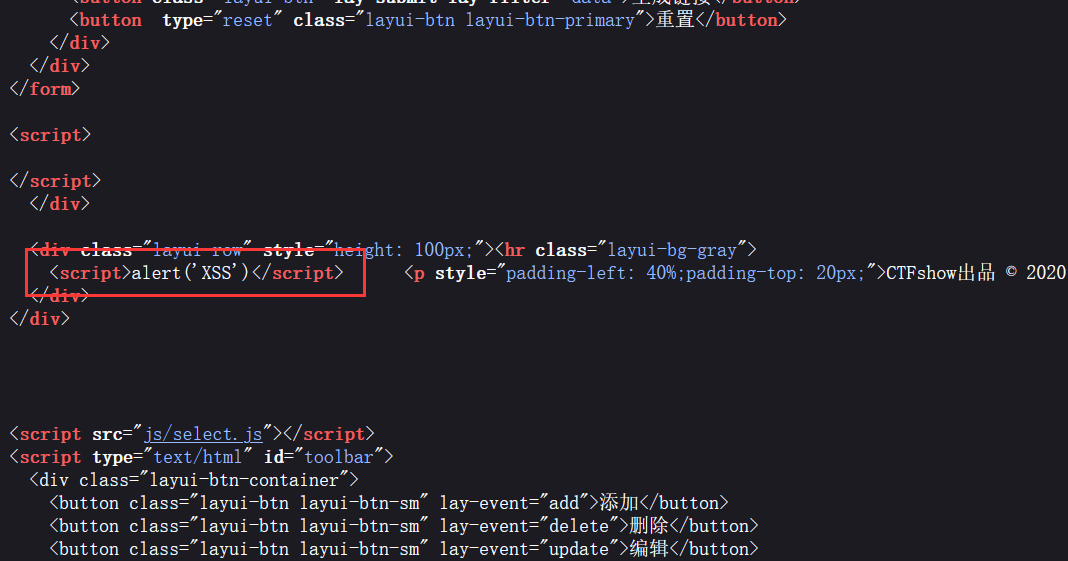 <button type="reset" class="layui-btn layui-btn-primary">重置</button>
</div>
</div>
</form>
<script>
</script>
</div>
<div class="layui-row" style="height: 100px;"><hr class="layui-bg-gray">
<script>alert('XSS')</script> <p style="padding-left: 40%;padding-top: 20px;">CTFshow出品 © 2020
</div>
</div>
<script src="js/select.js"></script>
<script type="text/html" id="toolbar">
<div class="layui-btn-container">
<button class="layui-btn layui-btn-sm" lay-event="add">添加</button>
<button class="layui-btn layui-btn-sm" lay-event="delete">删除</button>
<button class="layui-btn layui-btn-sm" lay-event="update">编辑</button>